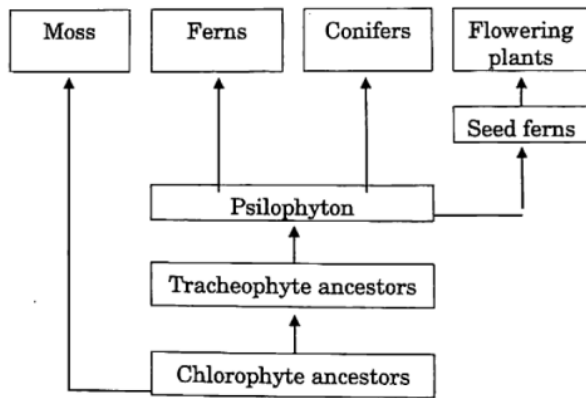 Moss
Ferns
Conifers
Flowering
plants
Seed ferns
Psilophyton
Tracheophyte ancestors
Chlorophyte ancestors